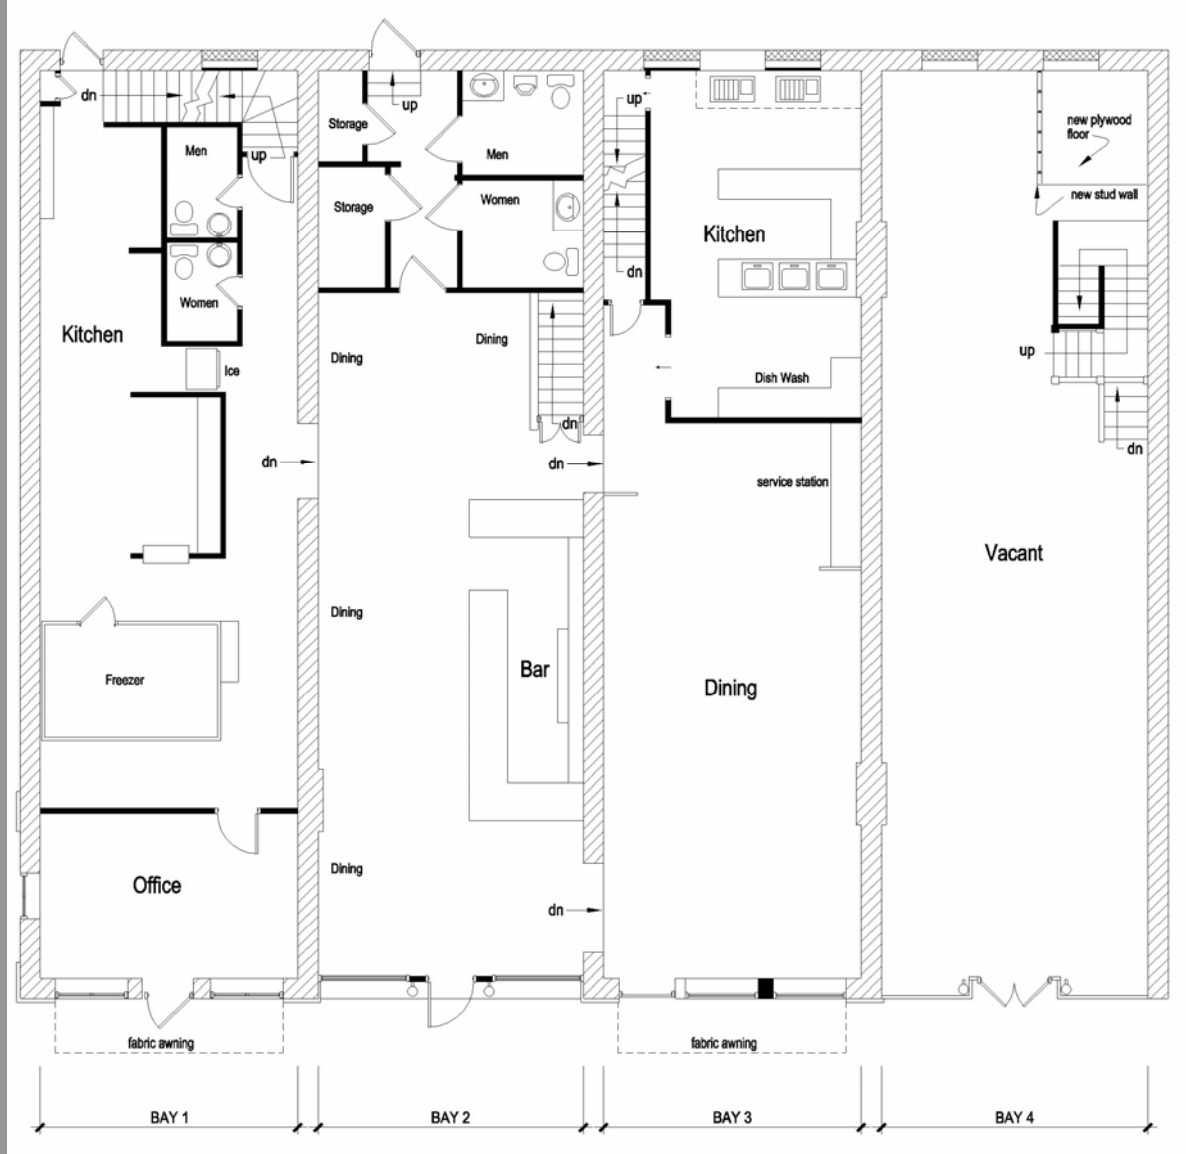 dn
up
Men
Women
Kitchen
Ice
dn
Freezer
Office
fabric awning
Storage
up
Men
Storage
Women
Dining
Dining
dn
dn
Dining
Bar
Dining
dn
up
dn
Kitchen
Dish Wash
service station
Dining
fabric awning
new plywood
floor
new stud wall
up
dn
Vacant
BAY 1
BAY 2
BAY 3
BAY 4